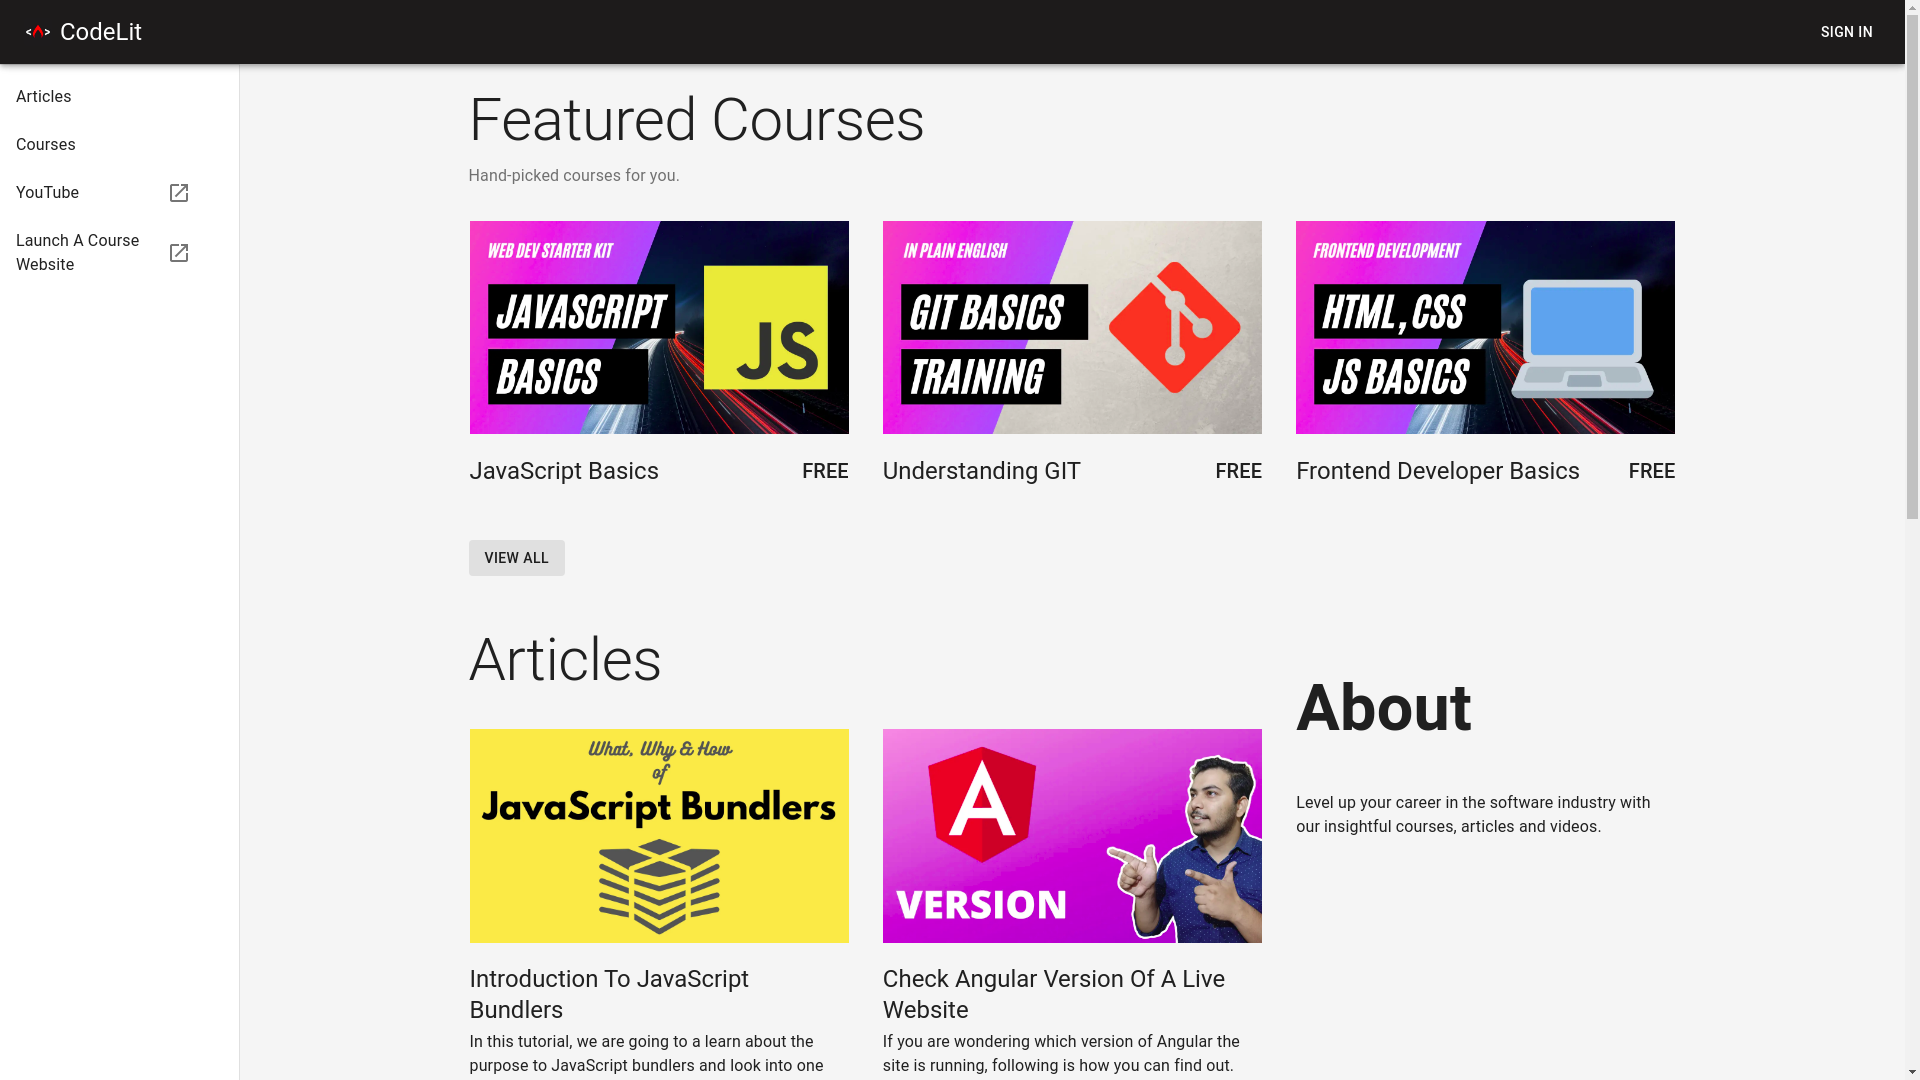 CodeLit
SIGN IN
Articles
Courses
YouTube
Launch A Course
Website
Featured Courses
Hand-picked courses for you.
WEB DEV STARTER KIT
JAVASCRIPT
BASICS
JS
JavaScript Basics
FREE
IN PLAIN ENGLISH
GIT BASICS
TRAINING
Understanding GIT
FREE
FRONTEND DEVELOPMENT
HTML, CSS
JS BASICS
Frontend Developer Basics
FREE
VIEW ALL
Articles
What, Why & How
of
JavaScript Bundlers
Introduction To JavaScript
Bundlers
In this tutorial, we are going to a learn about the
purpose to JavaScript bundlers and look into one
A
VERSION
Check Angular Version Of A Live
Website
If you are wondering which version of Angular the
site is running, following is how you can find out.
About
Level up your career in the software industry with
our insightful courses, articles and videos.